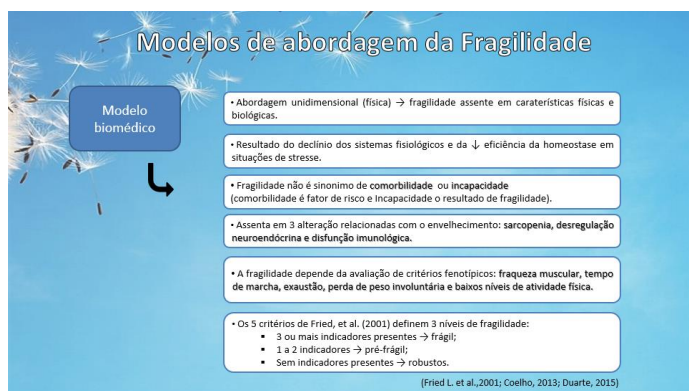 Modelos de abordagem da Fragilidade
Modelo
biomédico
• Abordagem unidimensional (física) → fragilidade assente em caraterísticas físicas e
biológicas.
• Resultado do declínio dos sistemas fisiológicos e da ↓ eficiência da homeostase em
situações de stresse.
• Fragilidade não é sinonimo de comorbilidade ou incapacidade
(comorbilidade é fator de risco e Incapacidade o resultado de fragilidade).
• Assenta em 3 alteração relacionadas com o envelhecimento: sarcopenia, desregulação
neuroendócrina e disfunção imunológica.
• A fragilidade depende da avaliação de critérios fenotípicos: fraqueza muscular, tempo
de marcha, exaustão, perda de peso involuntária e baixos níveis de atividade física.
• Os 5 critérios de Fried, et al. (2001) definem 3 níveis de fragilidade:
▪ 3 ou mais indicadores presentes → frágil;
▪ 1 a 2 indicadores → pré-frágil;
▪ Sem indicadores presentes → robustos.
(Fried L. et al.,2001; Coelho, 2013; Duarte, 2015)